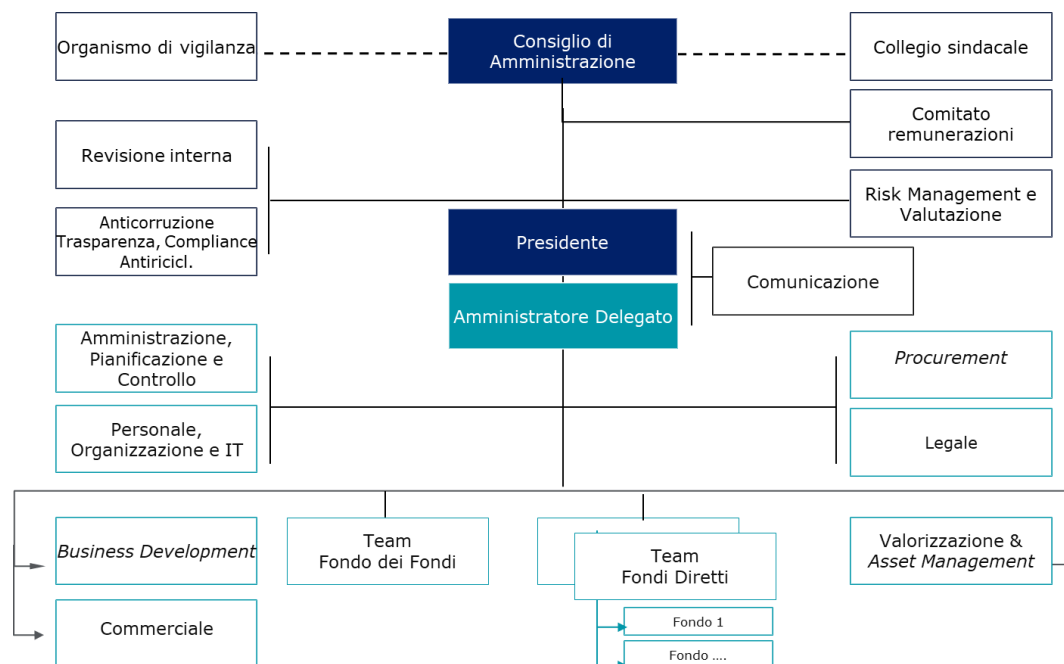 Organismo di vigilanza
Consiglio di
Amministrazione
Collegio sindacale
Comitato
remunerazioni
Revisione interna
Risk Management e
Valutazione
Anticorruzione
Trasparenza, Compliance
Antiricicl.
Presidente
Comunicazione
Amministratore Delegato
Amministrazione,
Pianificazione e
Controllo
Procurement
Personale,
Organizzazione e IT
Legale
Business Development
Team
Fondo dei Fondi
Team
Fondi Diretti
Valorizzazione &
Asset Management
Commerciale
Fondo 1
Fondo ....